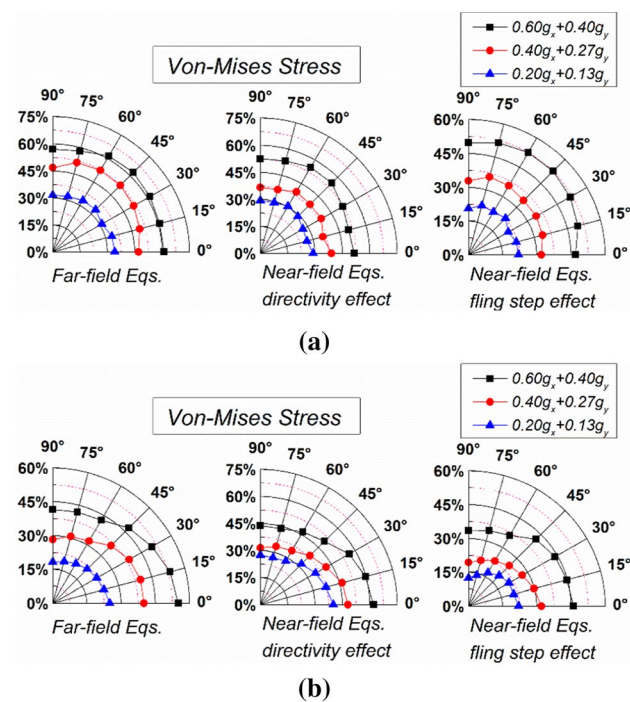 0.60gx+0.40gy
0.40gx+0.27gy
0.20gx+0.13gy
Von-Mises Stress
90° 75° 60° 45° 30° 15° 0°
75% 60% 45% 30% 15% 0%
Far-field Eqs.
90° 75° 60° 45° 30° 15° 0°
75% 60% 45% 30% 15% 0%
Near-field Eqs.
directivity effect
90° 75° 60° 45° 30° 15° 0°
60% 45% 30% 15% 0%
Near-field Eqs.
fling step effect
(a)
0.60gx+0.40gy
0.40gx+0.27gy
0.20gx+0.13gy
Von-Mises Stress
90° 75° 60° 45° 30° 15° 0°
60% 45% 30% 15% 0%
Far-field Eqs.
90° 75° 60° 45° 30° 15° 0°
75% 60% 45% 30% 15% 0%
Near-field Eqs.
directivity effect
90° 75° 60° 45° 30° 15° 0°
60% 45% 30% 15% 0%
Near-field Eqs.
fling step effect
(b)